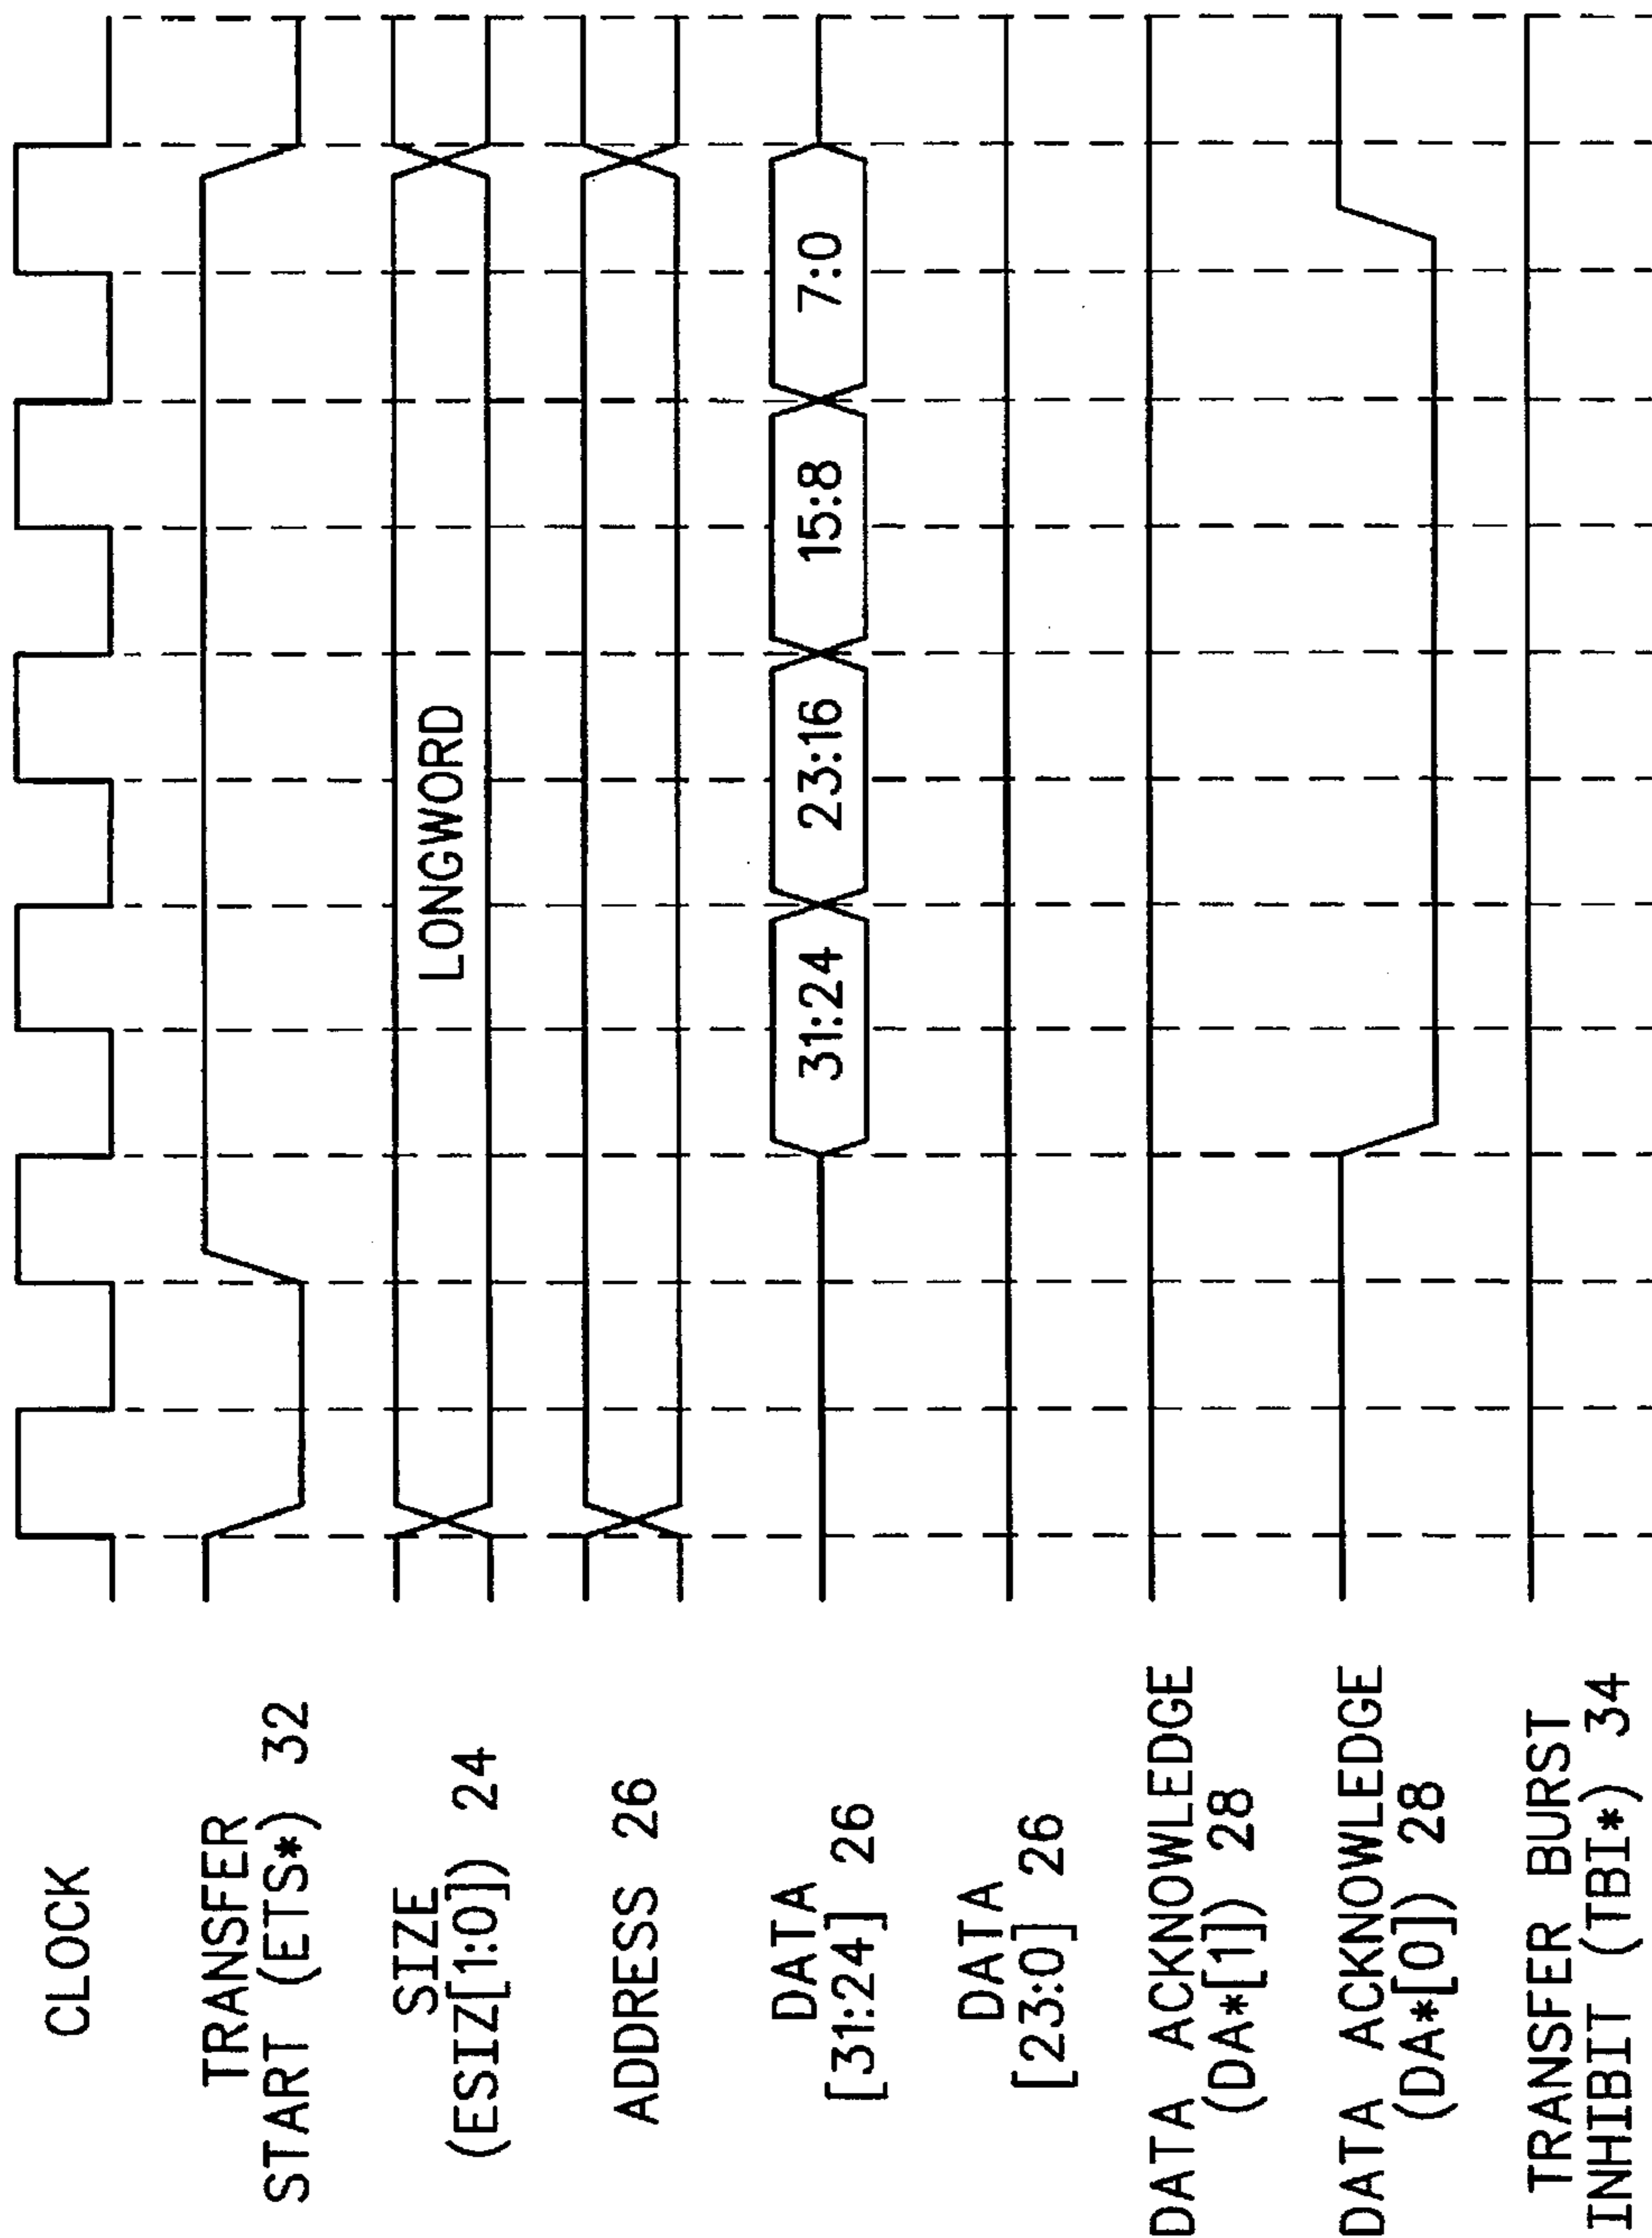 CLOCK
TRANSFER
START (ETS*) 32
SIZE
(ESIZ[1:0]) 24
LONGWORD
ADDRESS 26
DATA
[31:24] 26
31:24
23:16
15:8
7:0
DATA
[23:0] 26
DATA ACKNOWLEDGE
(DA*[1]) 28
DATA ACKNOWLEDGE
(DA*[0]) 28
TRANSFER BURST
INHIBIT (TBI*) 34